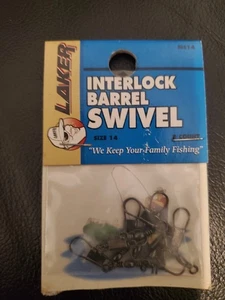 LAKER
INTERLOCK
BARREL
SWIVEL
SIZE 14
"We Keep Your Family Fishing"